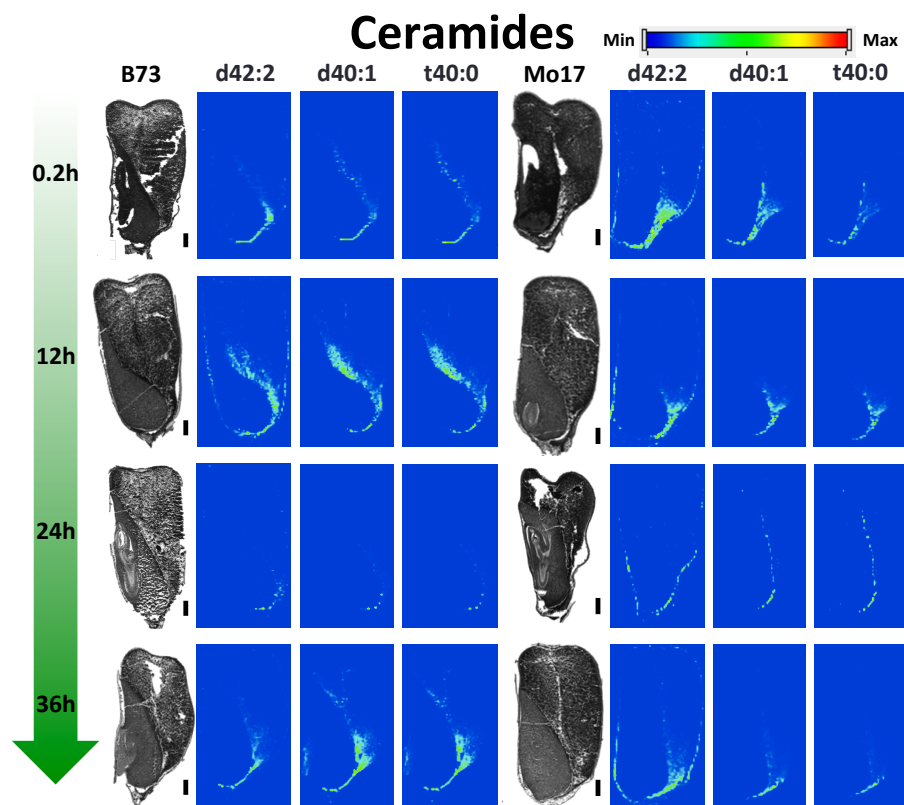 Ceramides
Min Max
B73 d42:2 d40:1 t40:0 Mo17 d42:2 d40:1 t40:0
0.2h
12h
24h
36h